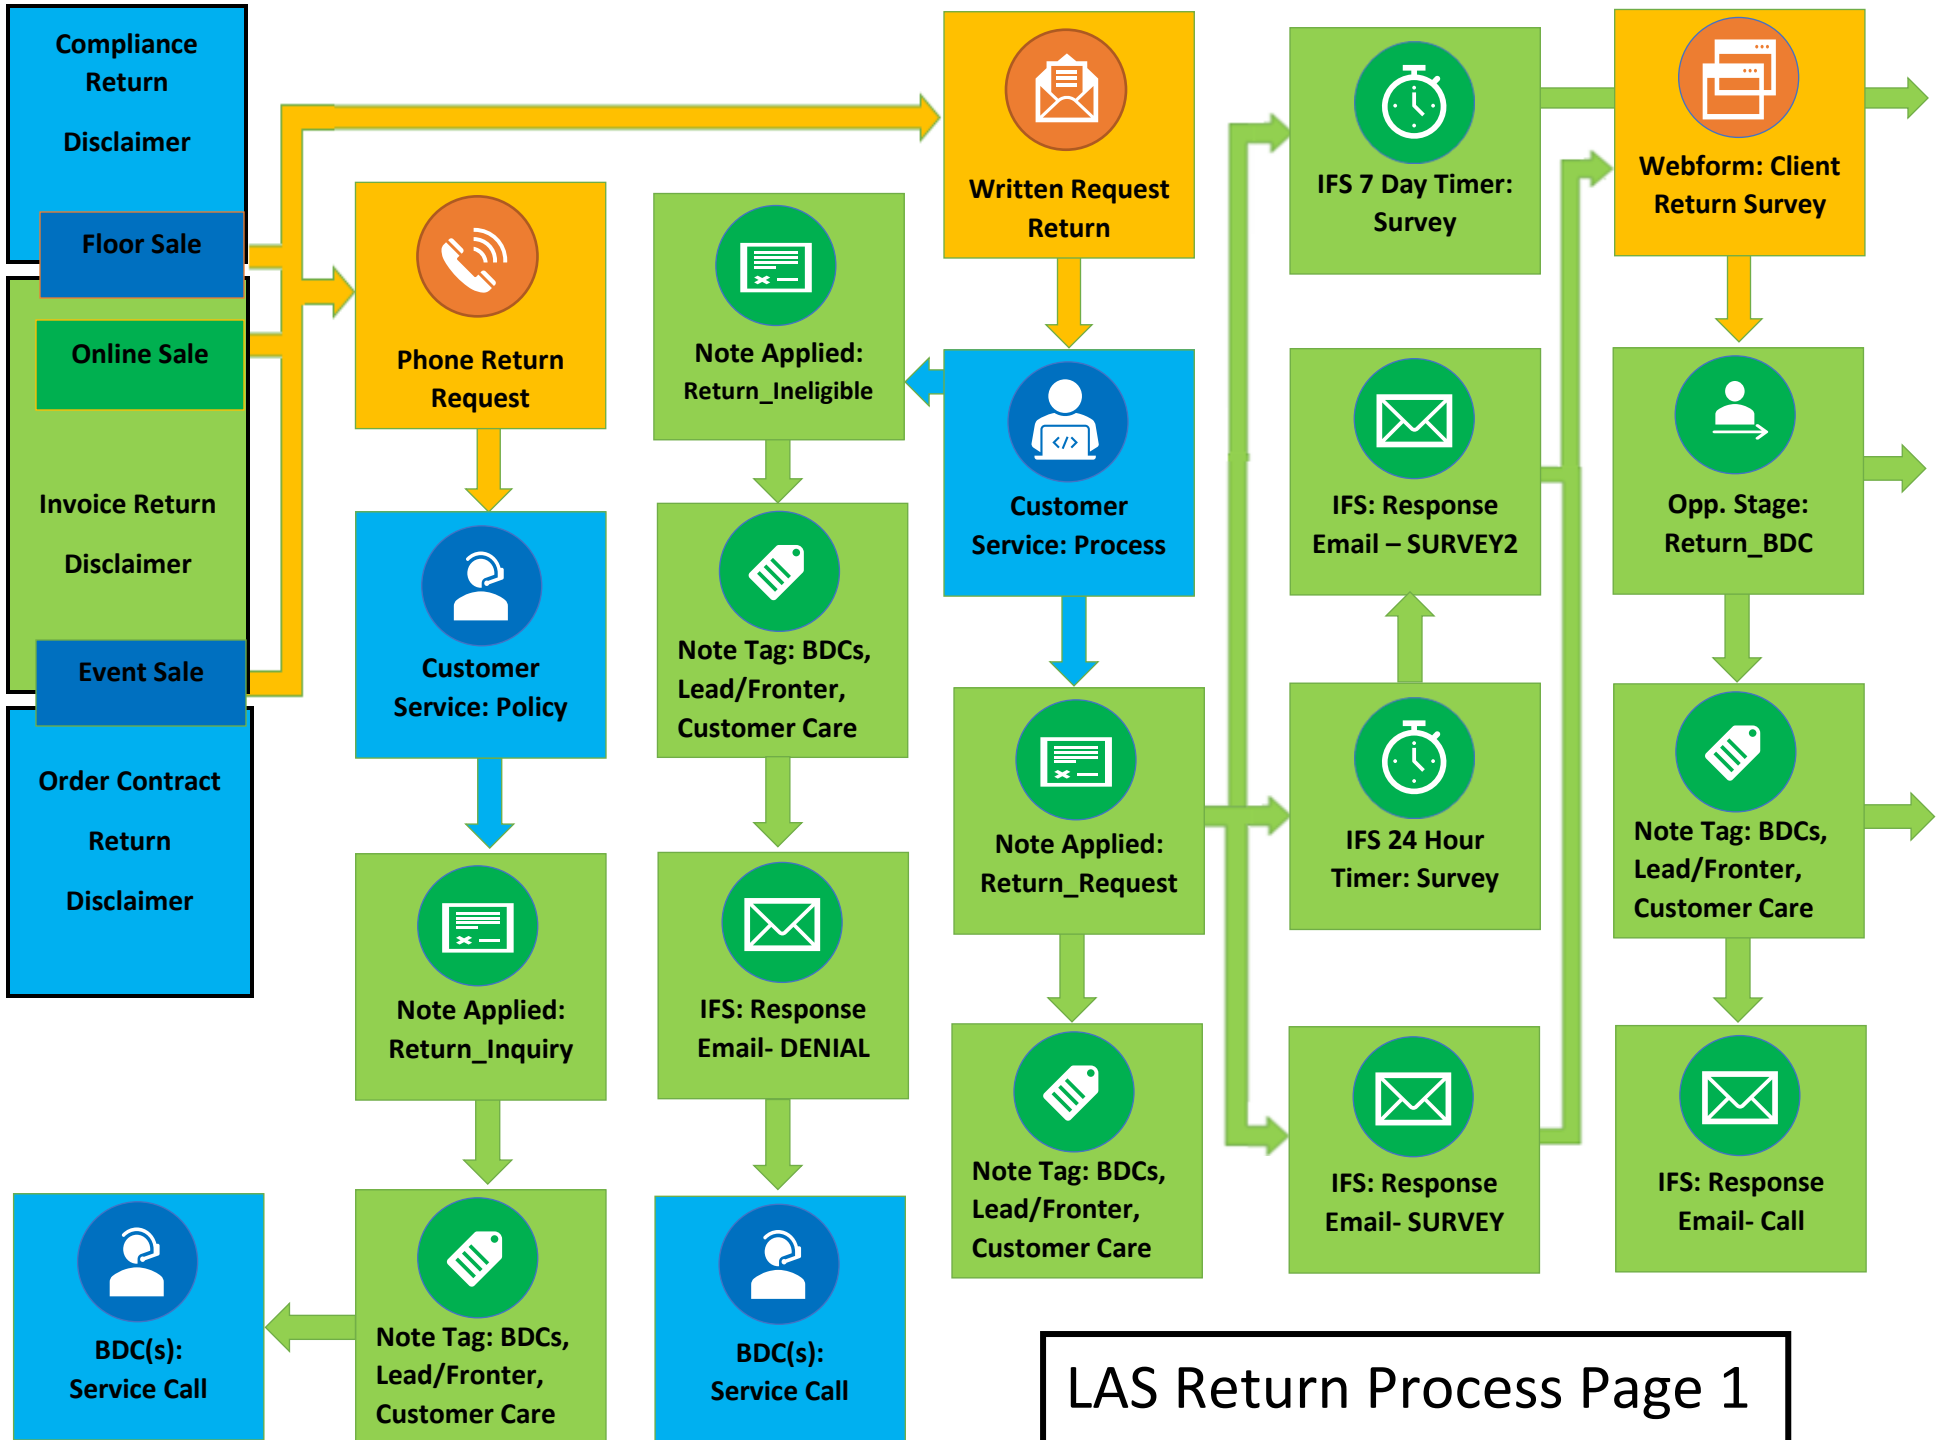 Compliance
Return
Disclaimer
Floor Sale
Online Sale
Invoice Return
Disclaimer
Event Sale
Order Contract
Return
Disclaimer
Phone Return
Request
Customer
Service: Policy
Note Applied:
Return_Inquiry
Note Tag: BDCs,
Lead/Fronter,
Customer Care
BDC(s):
Service Call
Note Applied:
Return_Ineligible
Note Tag: BDCs,
Lead/Fronter,
Customer Care
IFS: Response
Email- DENIAL
BDC(s):
Service Call
Written Request
Return
Customer
Service: Process
</>
Note Applied:
Return_Request
Note Tag: BDCs,
Lead/Fronter,
Customer Care
IFS 7 Day Timer:
Survey
IFS: Response
Email – SURVEY2
IFS 24 Hour
Timer: Survey
IFS: Response
Email- SURVEY
Webform: Client
Return Survey
Opp. Stage:
Return_BDC
Note Tag: BDCs,
Lead/Fronter,
Customer Care
IFS: Response
Email- Call
LAS Return Process Page 1